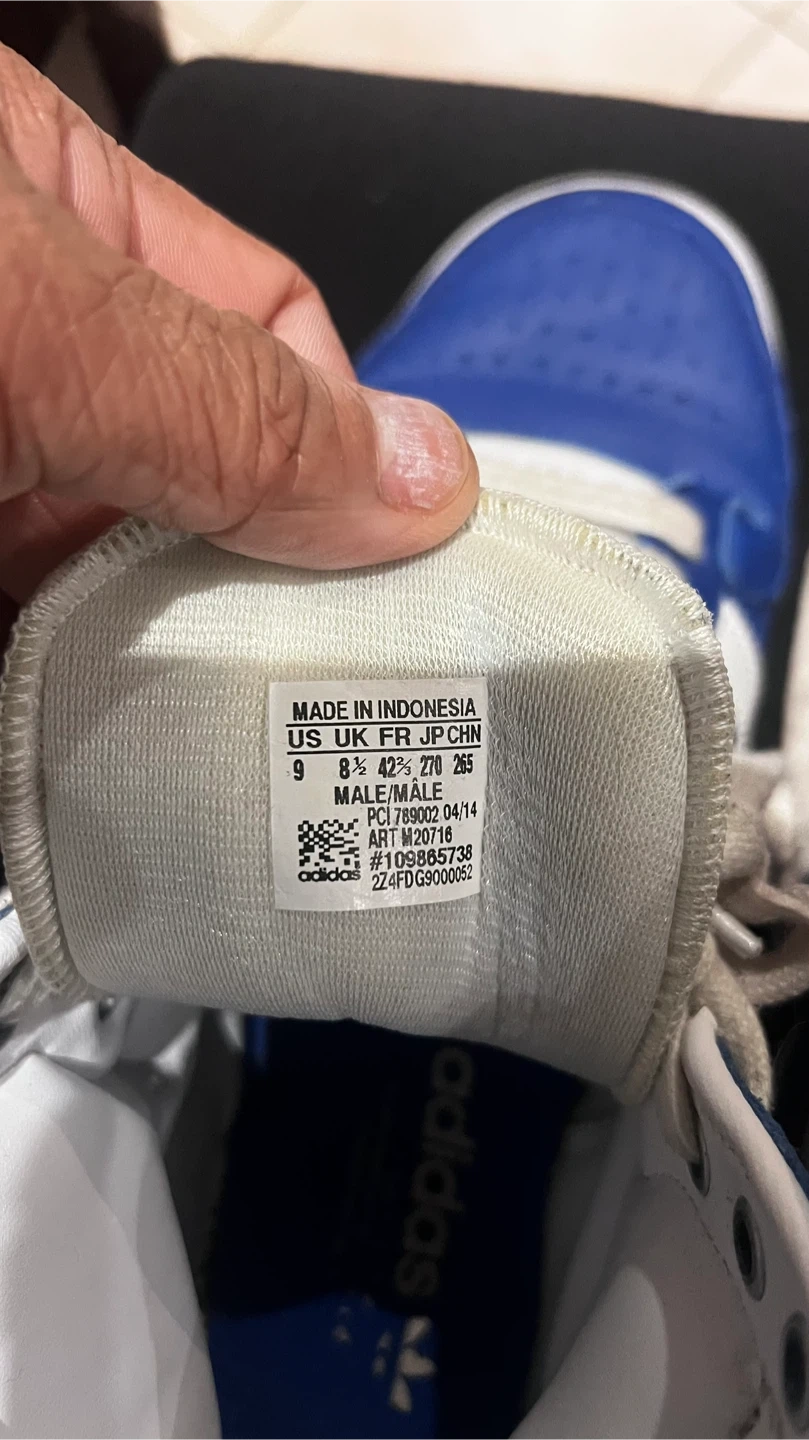 MADE IN INDONESIA
US UK FR JP CHN
9 8½ 42⅔ 270 265
MALE/MÂLE
PCI 789002 04/14
ART M20716
#109865738
adidas 2Z4FDG9000052
adidas